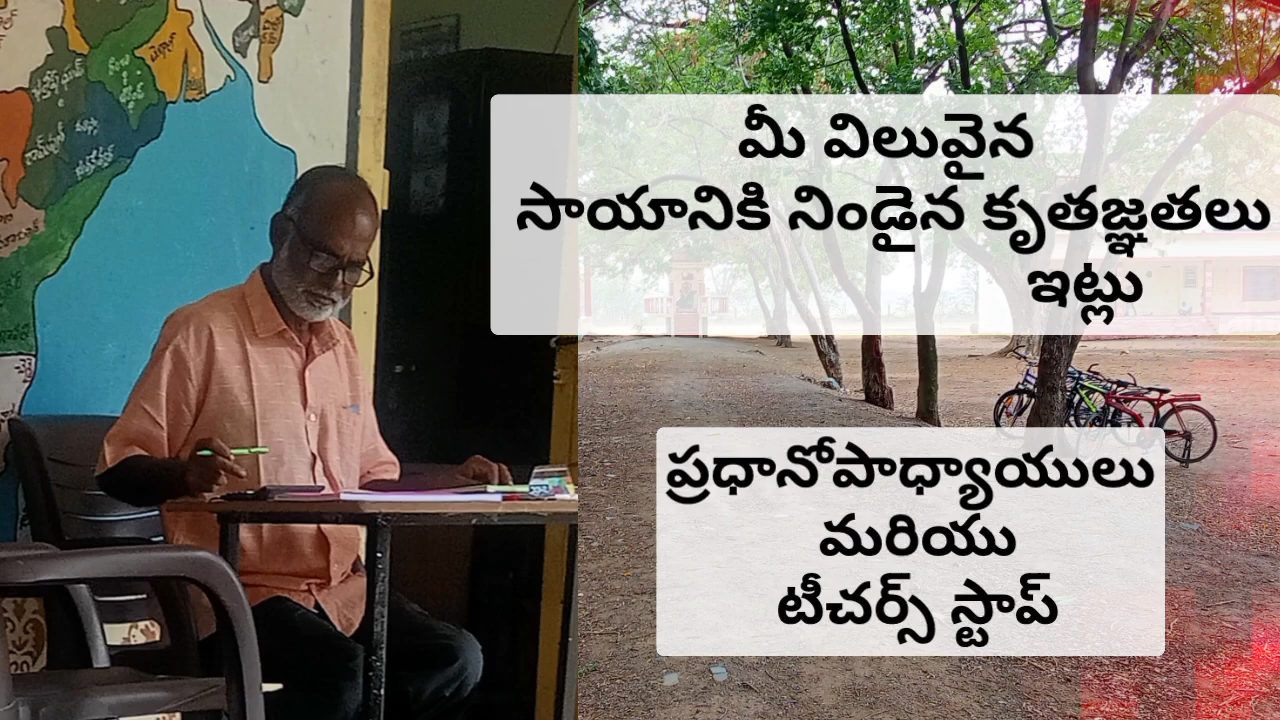 మీ విలువైన
సాయానికి నిండైన కృతజ్ఞతలు
ఇట్లు
ప్రధానోపాధ్యాయులు
మరియు
టీచర్స్ స్టాప్